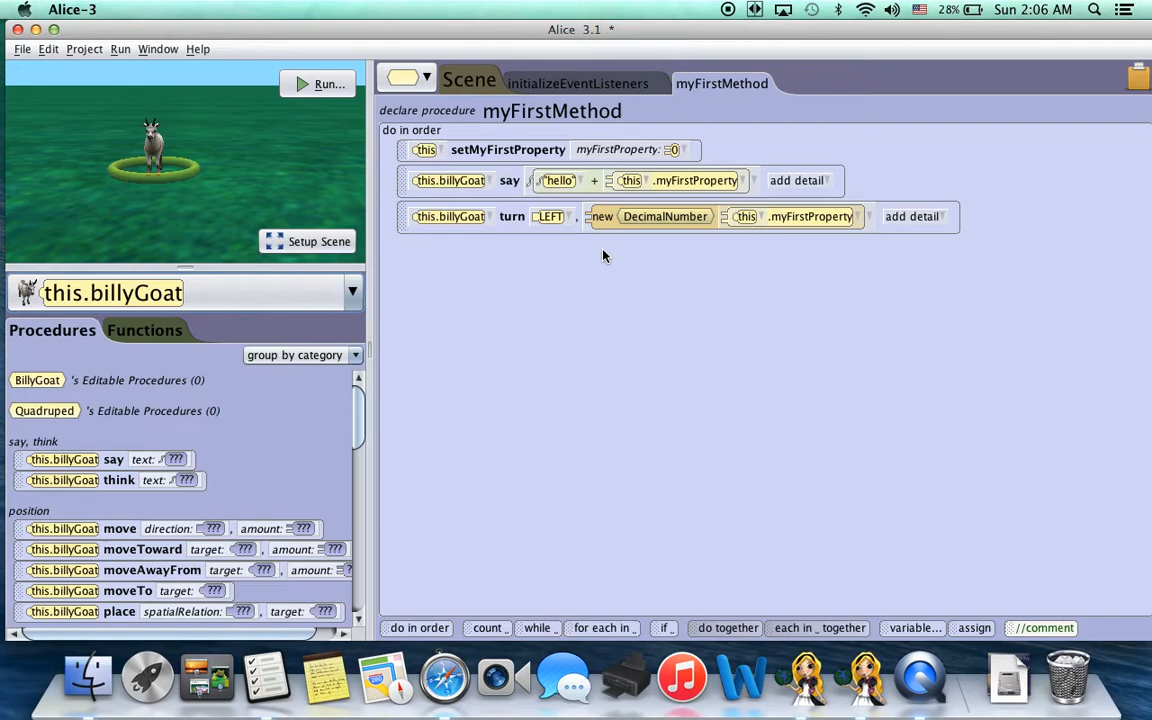 Alice-3 28% Sun 2:06 AM
Alice 3.1 *
File Edit Project Run Window Help
Run...
Setup Scene
this.billyGoat
Procedures Functions
group by category
BillyGoat 's Editable Procedures (0)
Quadruped 's Editable Procedures (0)
say, think
this.billyGoat say text: ???
this.billyGoat think text: ???
position
this.billyGoat move direction: ??? , amount: ???
this.billyGoat moveToward target: ??? , amount: ???
this.billyGoat moveAwayFrom target: ??? , amount: ?
this.billyGoat moveTo target: ???
this.billyGoat place spatialRelation: ??? , target: ???
Scene initializeEventListeners myFirstMethod
declare procedure myFirstMethod
do in order
this setMyFirstProperty myFirstProperty: 0
this.billyGoat say "hello" + this .myFirstProperty add detail
this.billyGoat turn LEFT , new DecimalNumber this .myFirstProperty add detail
do in order count _ while _ for each in _ if _ do together each in _ together variable... assign //comment